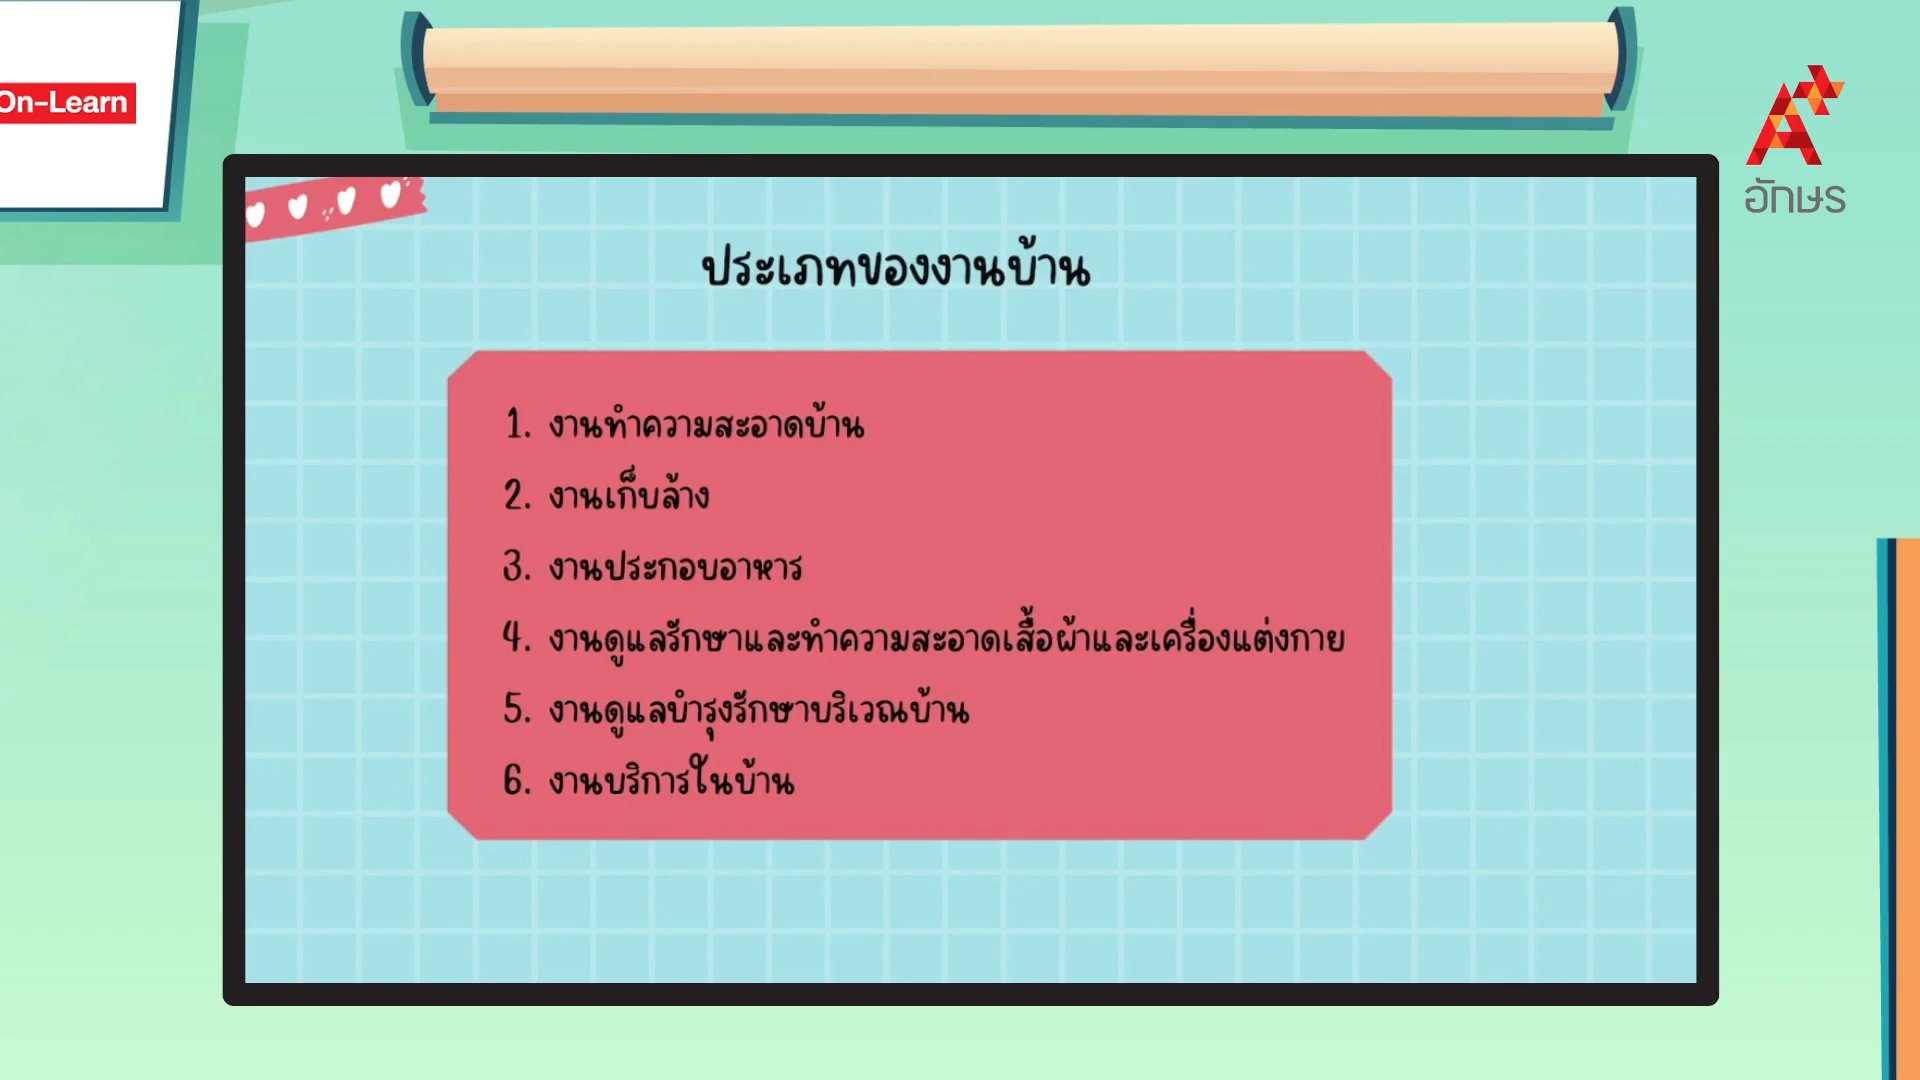 On-Learn
อักษร
ประเภทของงานบ้าน
1. งานทำความสะอาดบ้าน
2. งานเก็บล้าง
3. งานประกอบอาหาร
4. งานดูแลรักษาและทำความสะอาดเสื้อผ้าและเครื่องแต่งกาย
5. งานดูแลบำรุงรักษาบริเวณบ้าน
6. งานบริการในบ้าน